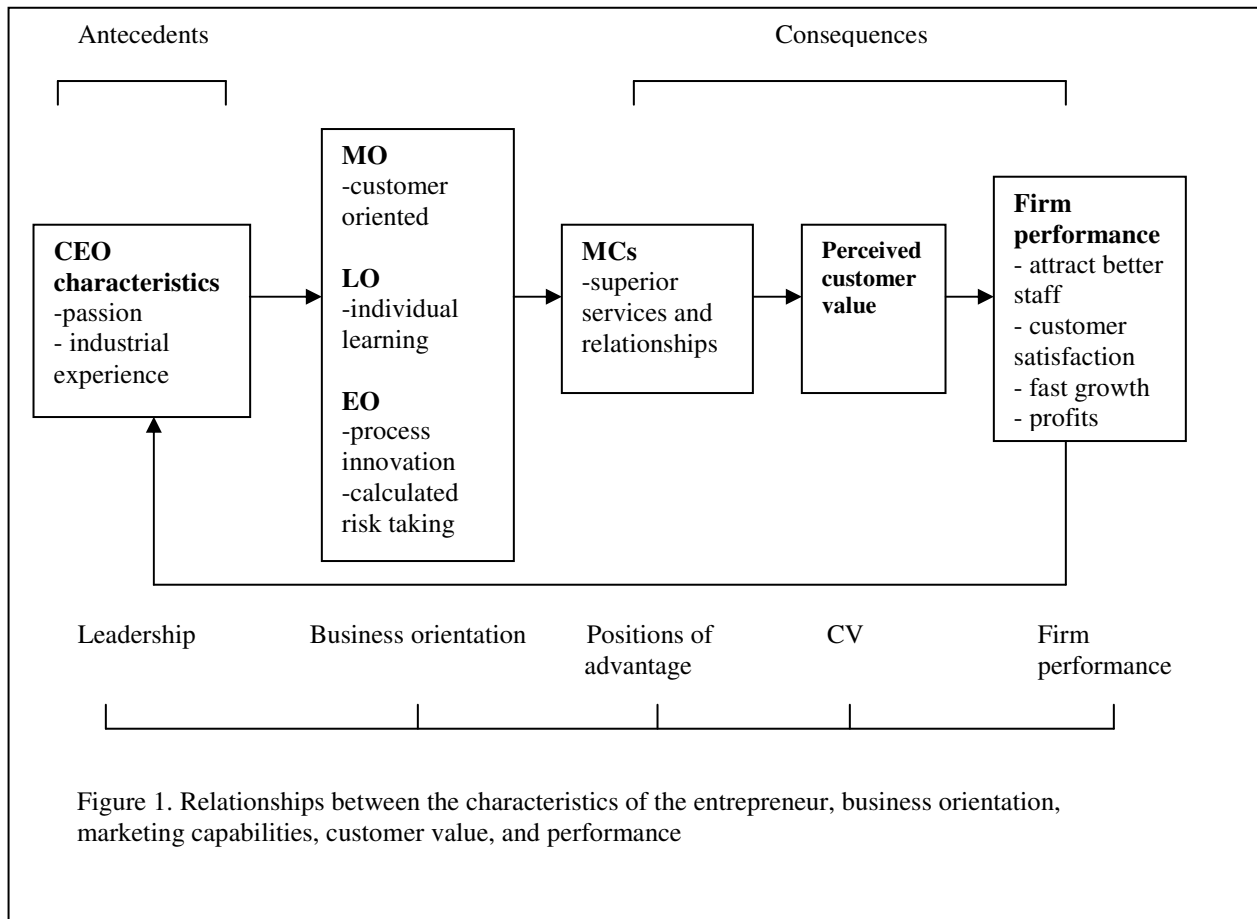 Antecedents
Consequences
CEO
characteristics
-passion
- industrial
experience
MO
-customer
oriented
LO
-individual
learning
EO
-process
innovation
-calculated
risk taking
MCs
-superior
services and
relationships
Perceived
customer
value
Firm
performance
- attract better
staff
- customer
satisfaction
- fast growth
- profits
Leadership
Business orientation
Positions of
advantage
CV
Firm
performance
Figure 1. Relationships between the characteristics of the entrepreneur, business orientation,
marketing capabilities, customer value, and performance